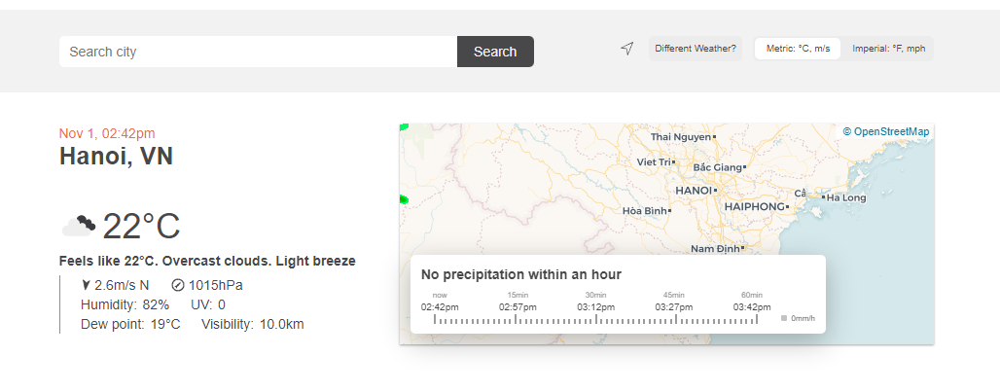 Search city Search Different Weather? Metric: °C, m/s Imperial: °F, mph
Nov 1, 02:42pm
Hanoi, VN
22°C
Feels like 22°C. Overcast clouds. Light breeze
2.6m/s N 1015hPa
Humidity: 82% UV: 0
Dew point: 19°C Visibility: 10.0km
© OpenStreetMap
Thai Nguyen
Viet Tri
Bắc Giang
HANOI
Cẩ
Ha Long
HAIPHONG
Hòa Bình
Nam Định
No precipitation within an hour
now 15min 30min 45min 60min
02:42pm 02:57pm 03:12pm 03:27pm 03:42pm
0mm/h